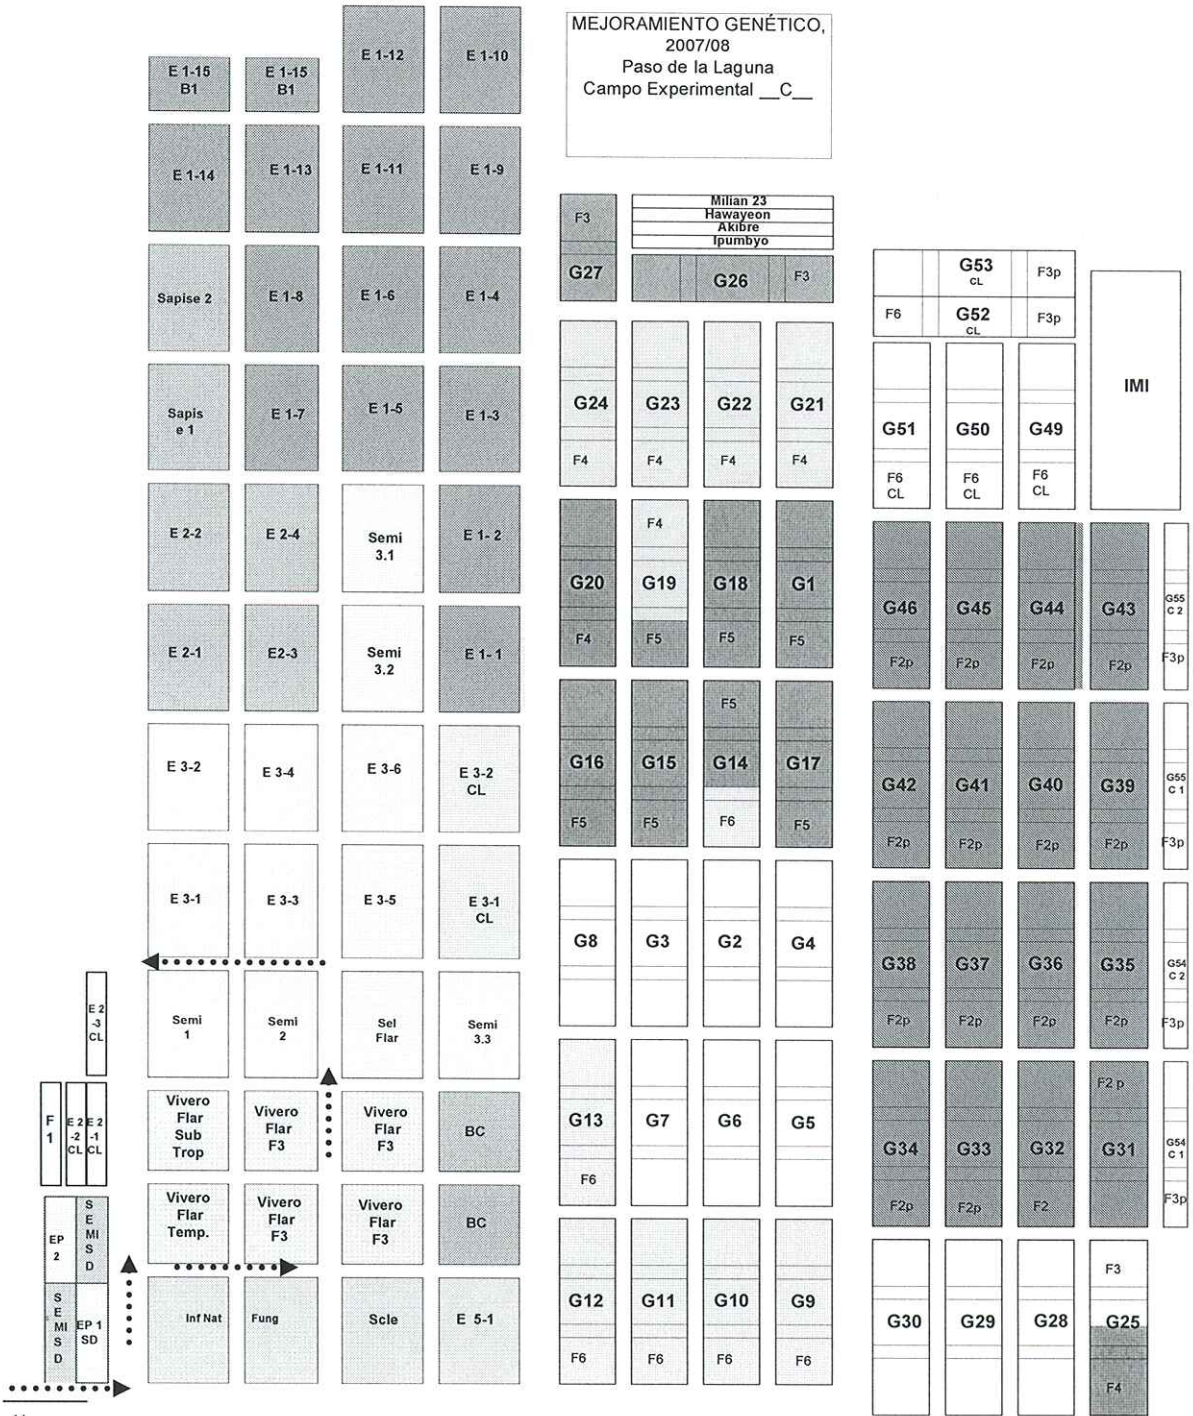 MEJORAMIENTO GENÉTICO,
2007/08
Paso de la Laguna
Campo Experimental __C__
E 1-12
E 1-10
E 1-15
B1
E 1-15
B1
E 1-14
E 1-13
E 1-11
E 1-9
Sapise 2
E 1-8
E 1-6
E 1-4
Sapis
e 1
E 1-7
E 1-5
E 1-3
E 2-2
E 2-4
Semi
3.1
E 1- 2
E 2-1
E2-3
Semi
3.2
E 1- 1
E 3-2
E 3-4
E 3-6
E 3-2
CL
E 3-1
E 3-3
E 3-5
E 3-1
CL
E 2
-3
CL
Semi
1
Semi
2
Sel
Flar
Semi
3.3
F
1
E 2
-2
CL
E 2
-1
CL
Vivero
Flar
Sub
Trop
Vivero
Flar
F3
Vivero
Flar
F3
BC
EP
2
S
E
MI
S
D
Vivero
Flar
Temp.
Vivero
Flar
F3
Vivero
Flar
F3
BC
S
E
MI
S
D
EP 1
SD
Inf Nat
Fung
Scle
E 5-1
F3
G27
Milian 23
Hawayeon
Akibre
Ipumbyo
G26
F3
G24
G23
G22
G21
F4
F4
F4
F4
F4
G20
G19
G18
G1
F4
F5
F5
F5
F5
G16
G15
G14
G17
F5
F5
F6
F5
G8
G3
G2
G4
G13
G7
G6
G5
F6
G12
G11
G10
G9
F6
F6
F6
F6
G53
CL
F3p
F6
G52
CL
F3p
IMI
G51
G50
G49
F6
CL
F6
CL
F6
CL
G46
G45
G44
G43
G55
C 2
F2p
F2p
F2p
F2p
F3p
G42
G41
G40
G39
G55
C 1
F2p
F2p
F2p
F2p
F3p
G38
G37
G36
G35
G54
C 2
F2p
F2p
F2p
F2p
F3p
F2 p
G34
G33
G32
G31
G54
C 1
F2p
F2p
F2
F3p
F3
G30
G29
G28
G25
F4